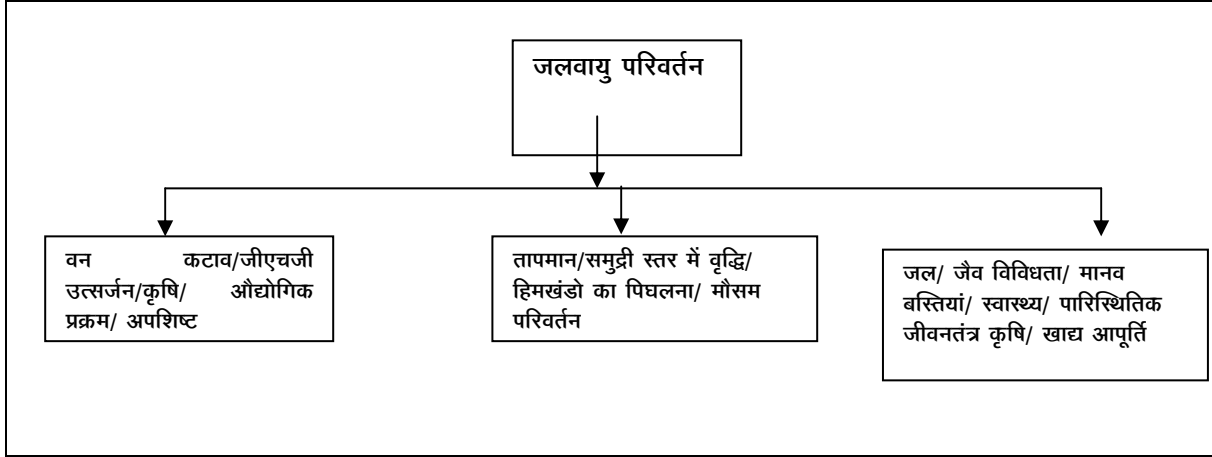 जलवायु परिवर्तन
वन कटाव/जीएचजी
उत्सर्जन/कृषि/ औद्योगिक
प्रक्रम/ अपशिष्ट
तापमान/समुद्री स्तर में वृद्धि/
हिमखंडो का पिघलना/ मौसम
परिवर्तन
जल/ जैव विविधता/ मानव
बस्तियां/ स्वास्थ्य/ पारिस्थितिक
जीवनतंत्र कृषि/ खाद्य आपूर्ति